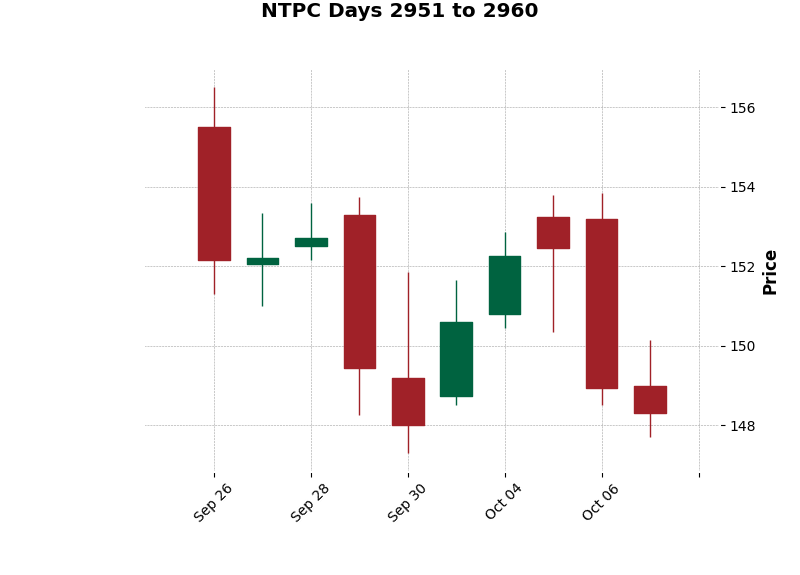 NTPC Days 2951 to 2960
156
154
152
150
148
Price
Sep 26
Sep 28
Sep 30
Oct 04
Oct 06